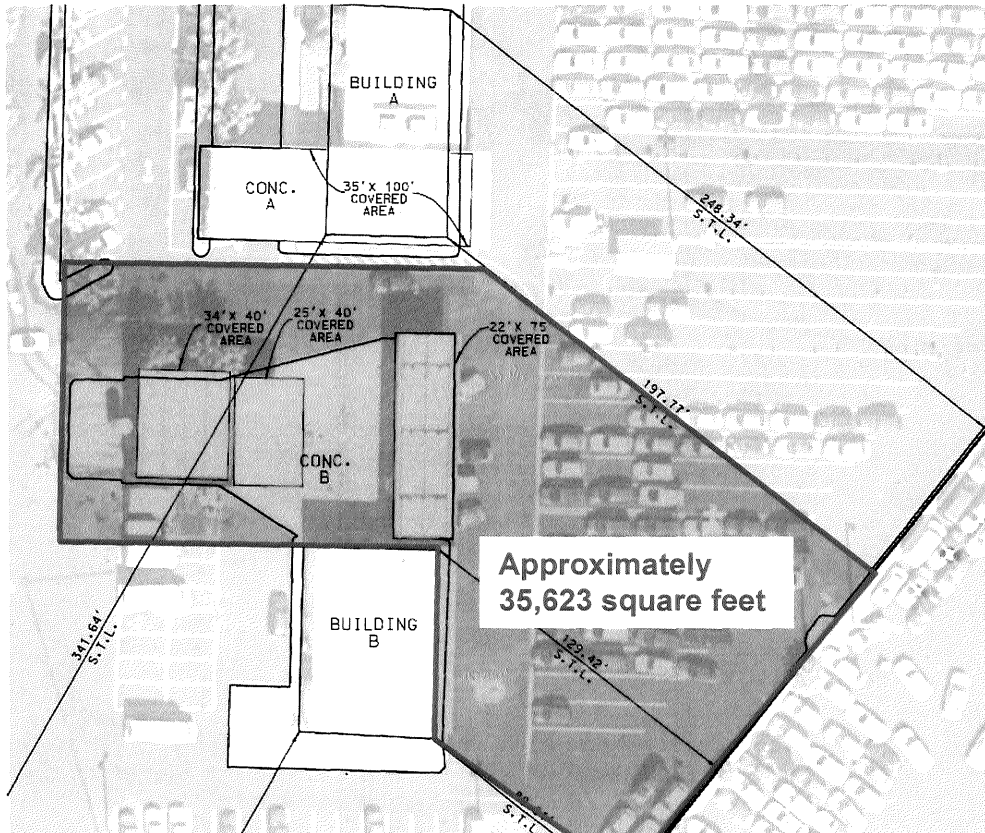 BUILDING
A
CONC.
A
35'X 100'
COVERED
AREA
248.34'
S.T.L.
34'X 40'
COVERED
AREA
25'X 40'
COVERED
AREA
22'X 75
COVERED
AREA
197.77'
S.T.L.
CONC.
B
Approximately
35,623 square feet
BUILDING
B
341.64'
S.T.L.
129.42'
S.T.L.
S.T.L.